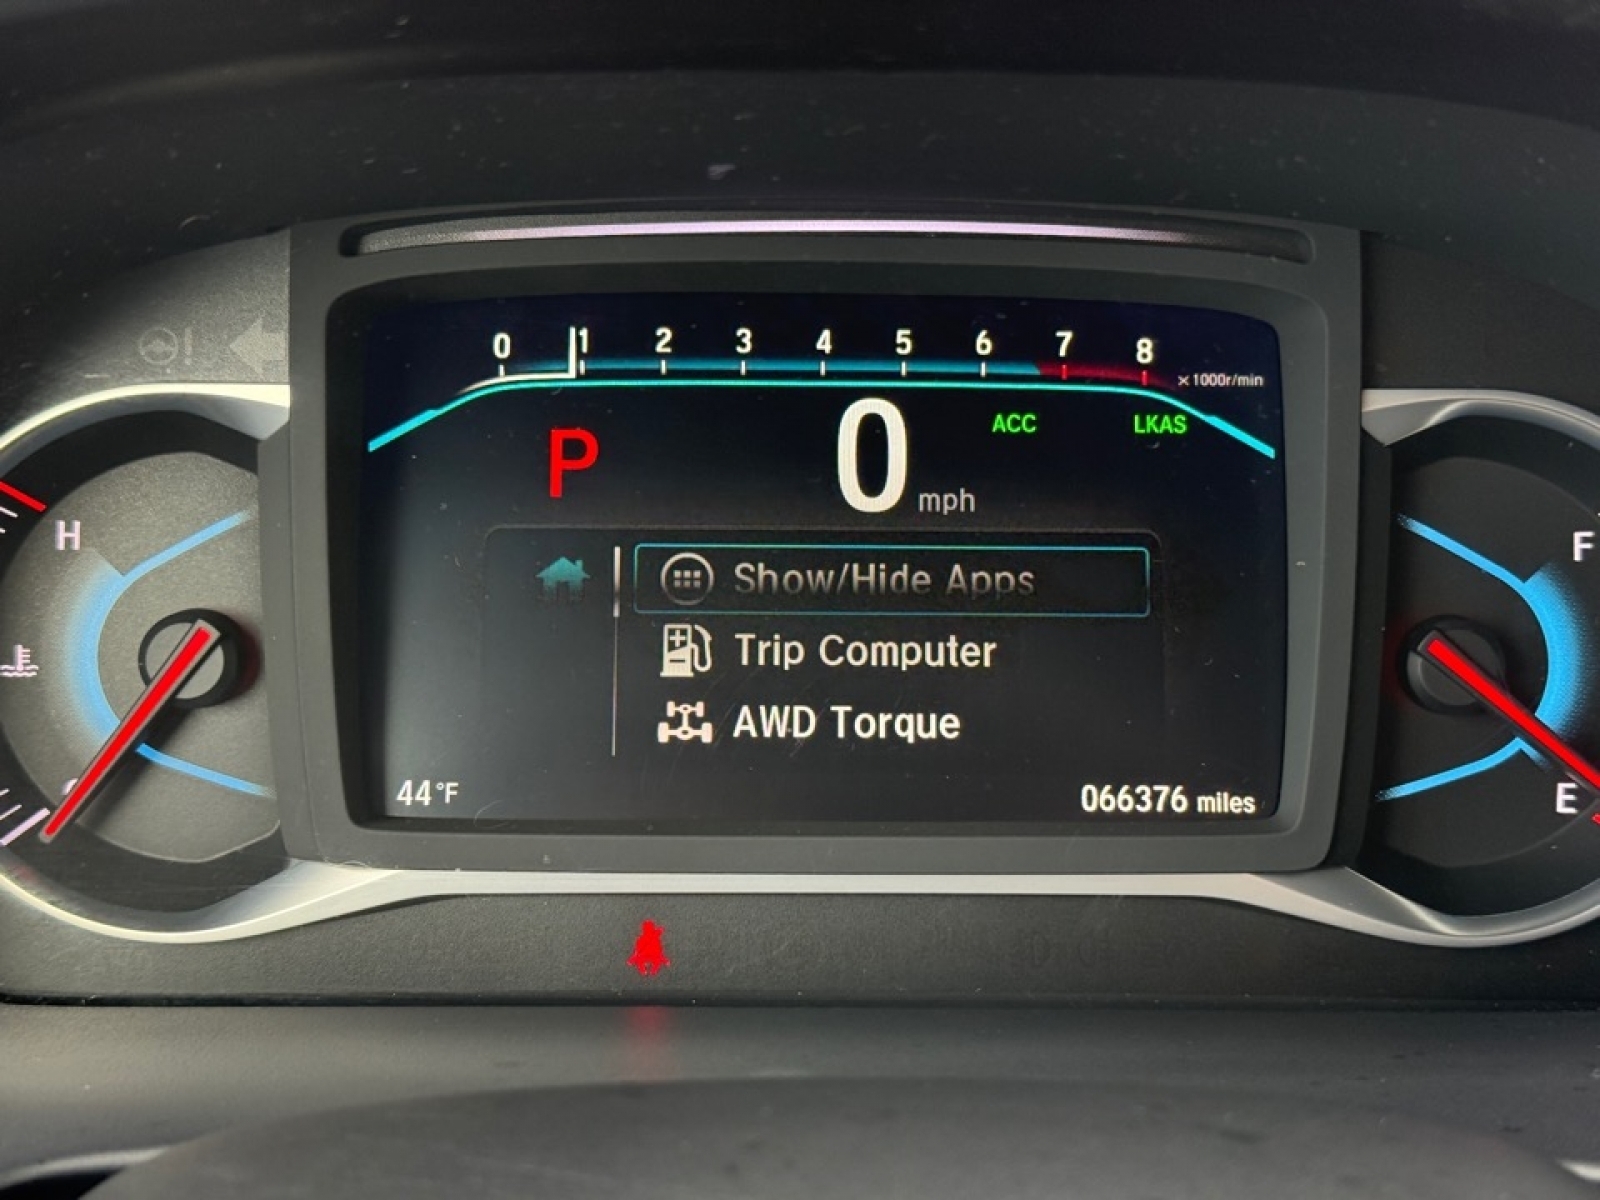 0 1 2 3 4 5 6 7 8
×1000r/min
P 0 mph ACC LKAS
H
F
Show/Hide Apps
Trip Computer
AWD Torque
44°F
066376 miles
E